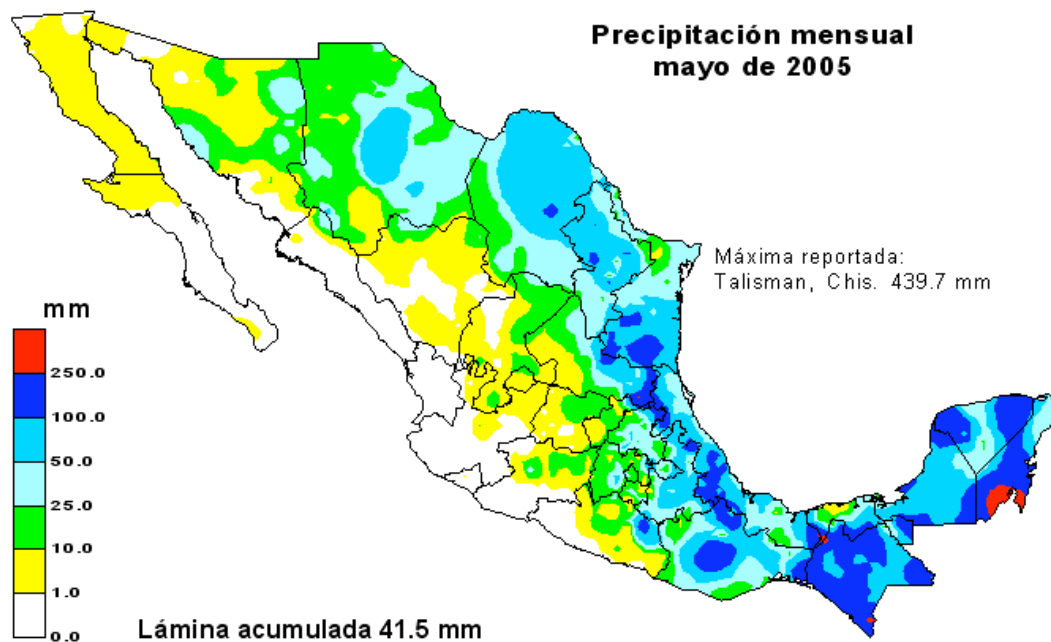 Precipitación mensual
mayo de 2005
Máxima reportada:
Talisman, Chis. 439.7 mm
mm
250.0
100.0
50.0
25.0
10.0
1.0
0.0
Lámina acumulada 41.5 mm